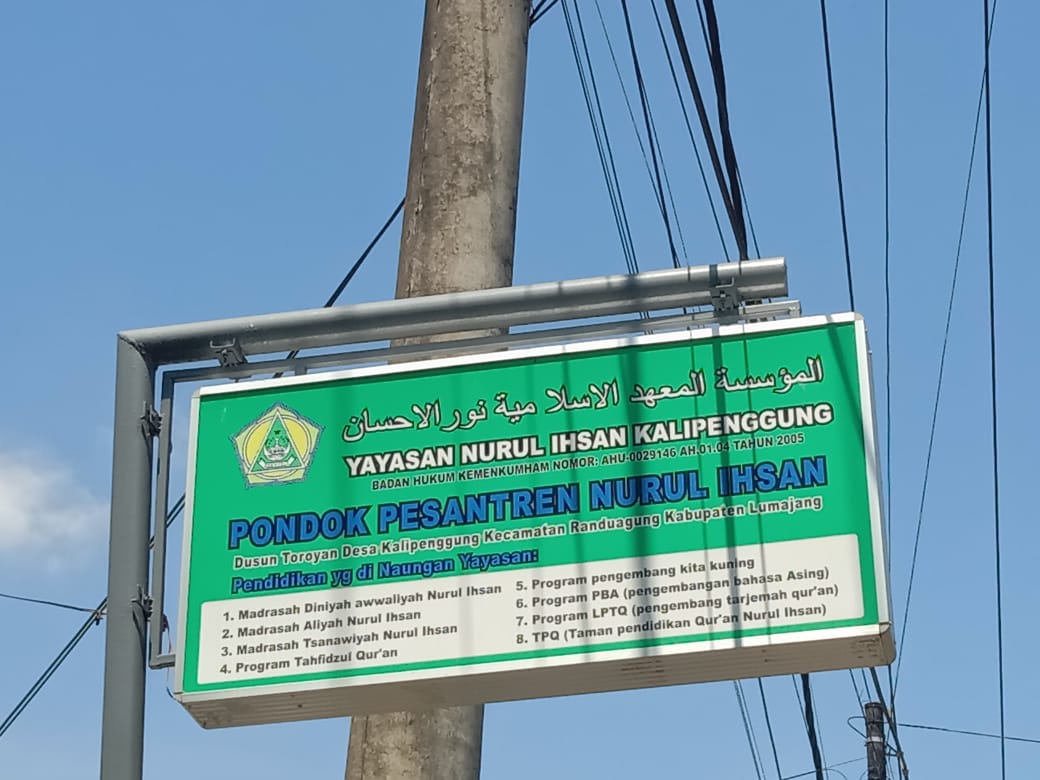 المؤسسة المعهد الاسلا مية نورالاحسان
YAYASAN NURUL IHSAN KALIPENGGUNG
BADAN HUKUM KEMENKUMHAM NOMOR: AHU-0029146 AH.01.04 TAHUN 2005
PONDOK PESANTREN NURUL IHSAN
Dusun Toroyan Desa Kalipenggung Kecamatan Randuagung Kabupaten Lumajang
Pendidikan yg di Naungan Yayasan:
1. Madrasah Diniyah awwaliyah Nurul Ihsan
2. Madrasah Aliyah Nurul Ihsan
3. Madrasah Tsanawiyah Nurul Ihsan
4. Program Tahfidzul Qur'an
5. Program pengembang kita kuning
6. Program PBA (pengembangan bahasa Asing)
7. Program LPTQ (pengembang tarjemah qur'an)
8. TPQ (Taman pendidikan Qur'an Nurul Ihsan)